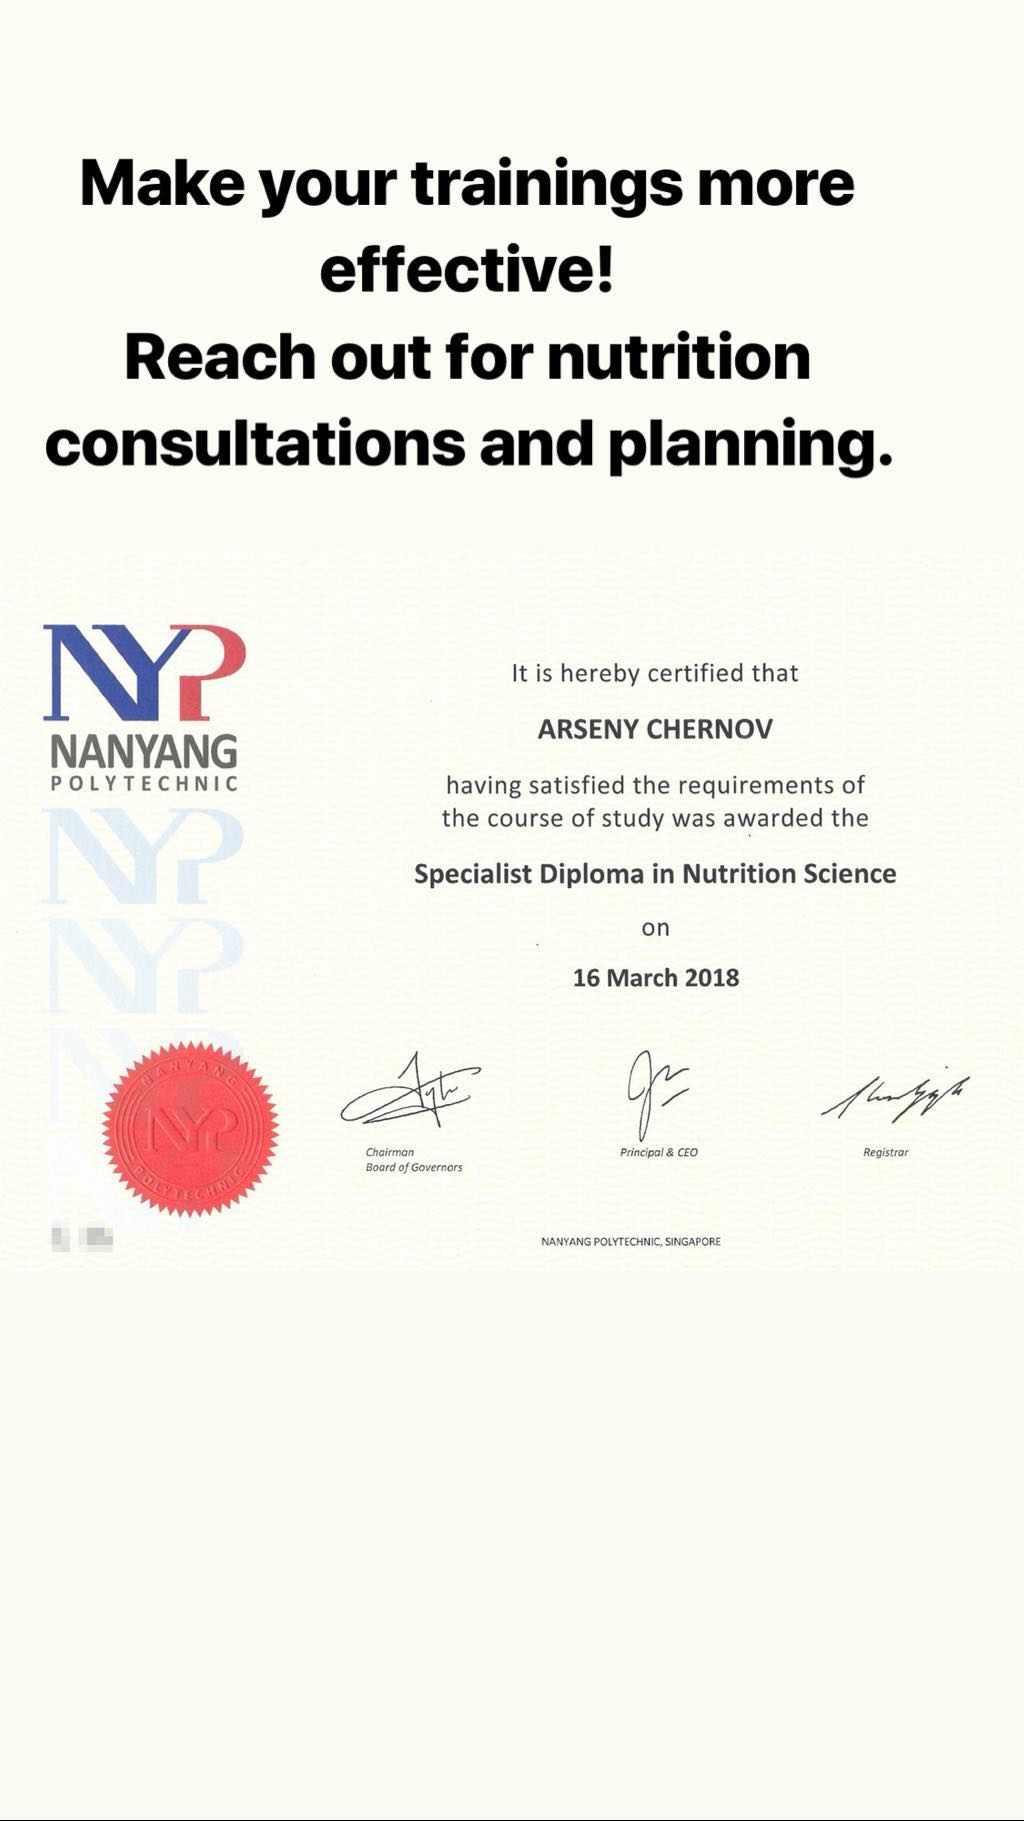 Make your trainings more
effective!
Reach out for nutrition
consultations and planning.
NYP
NANYANG
POLYTECHNIC
It is hereby certified that
ARSENY CHERNOV
having satisfied the requirements of
the course of study was awarded the
Specialist Diploma in Nutrition Science
on
16 March 2018
NYP
NYP
NANYANG
NYP
POLYTECHNIC
Chairman
Board of Governors
Principal & CEO
Registrar
NANYANG POLYTECHNIC, SINGAPORE